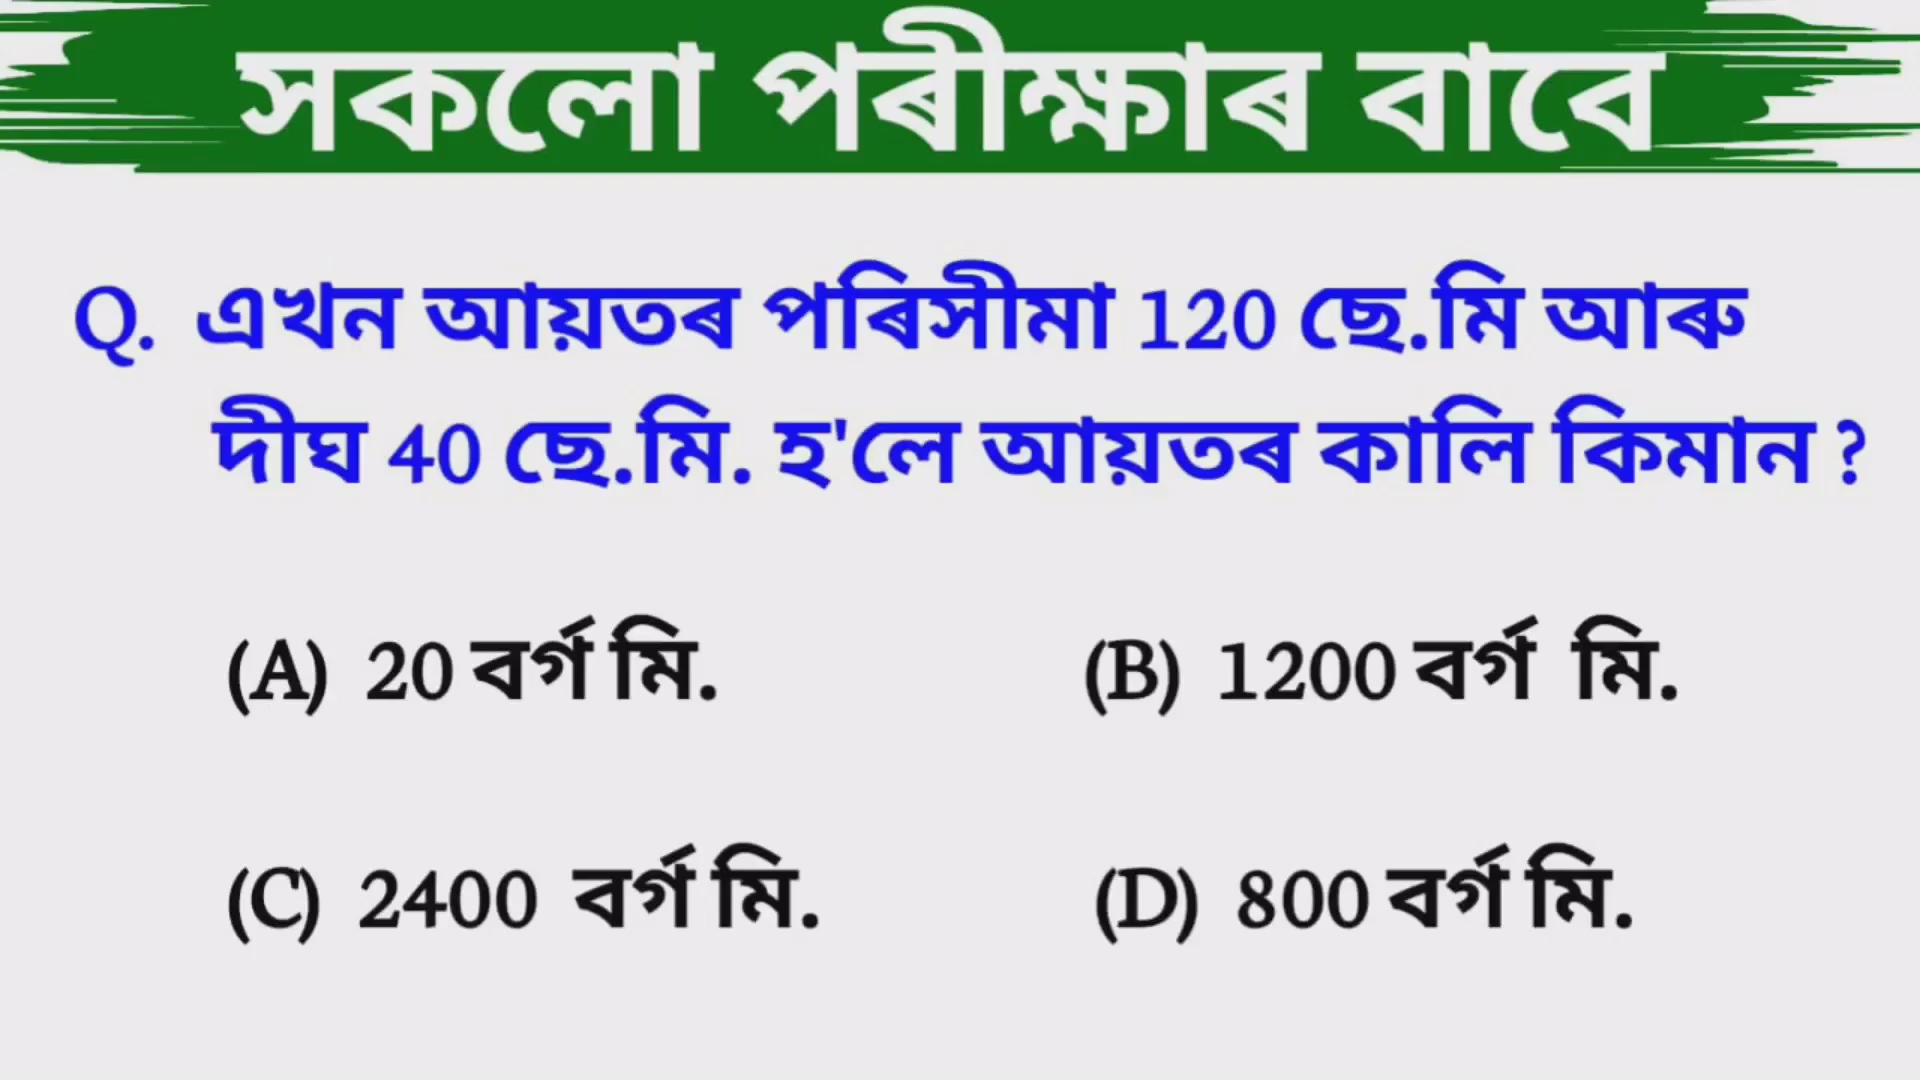 সকলো পৰীক্ষাৰ বাবে
Q. এখন আয়তৰ পৰিসীমা 120 ছে.মি আৰু
দীঘ 40 ছে.মি. হ'লে আয়তৰ কালি কিমান ?
(A) 20 বৰ্গ মি. (B) 1200 বৰ্গ মি.
(C) 2400 বৰ্গ মি. (D) 800 বৰ্গ মি.